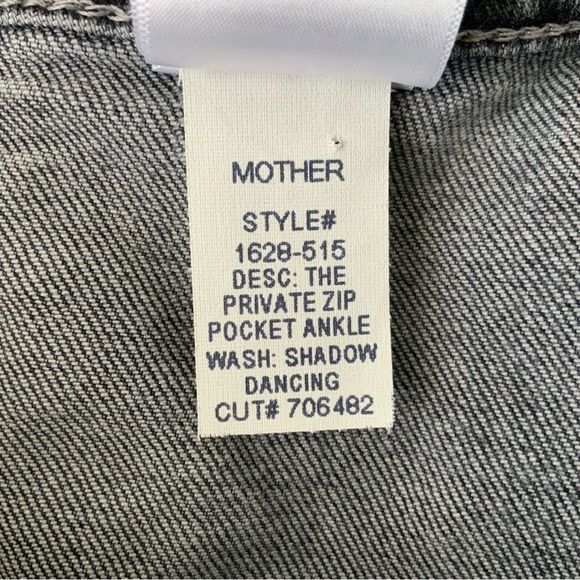 MOTHER
STYLE#
1628-515
DESC: THE
PRIVATE ZIP
POCKET ANKLE
WASH: SHADOW
DANCING
CUT# 706482